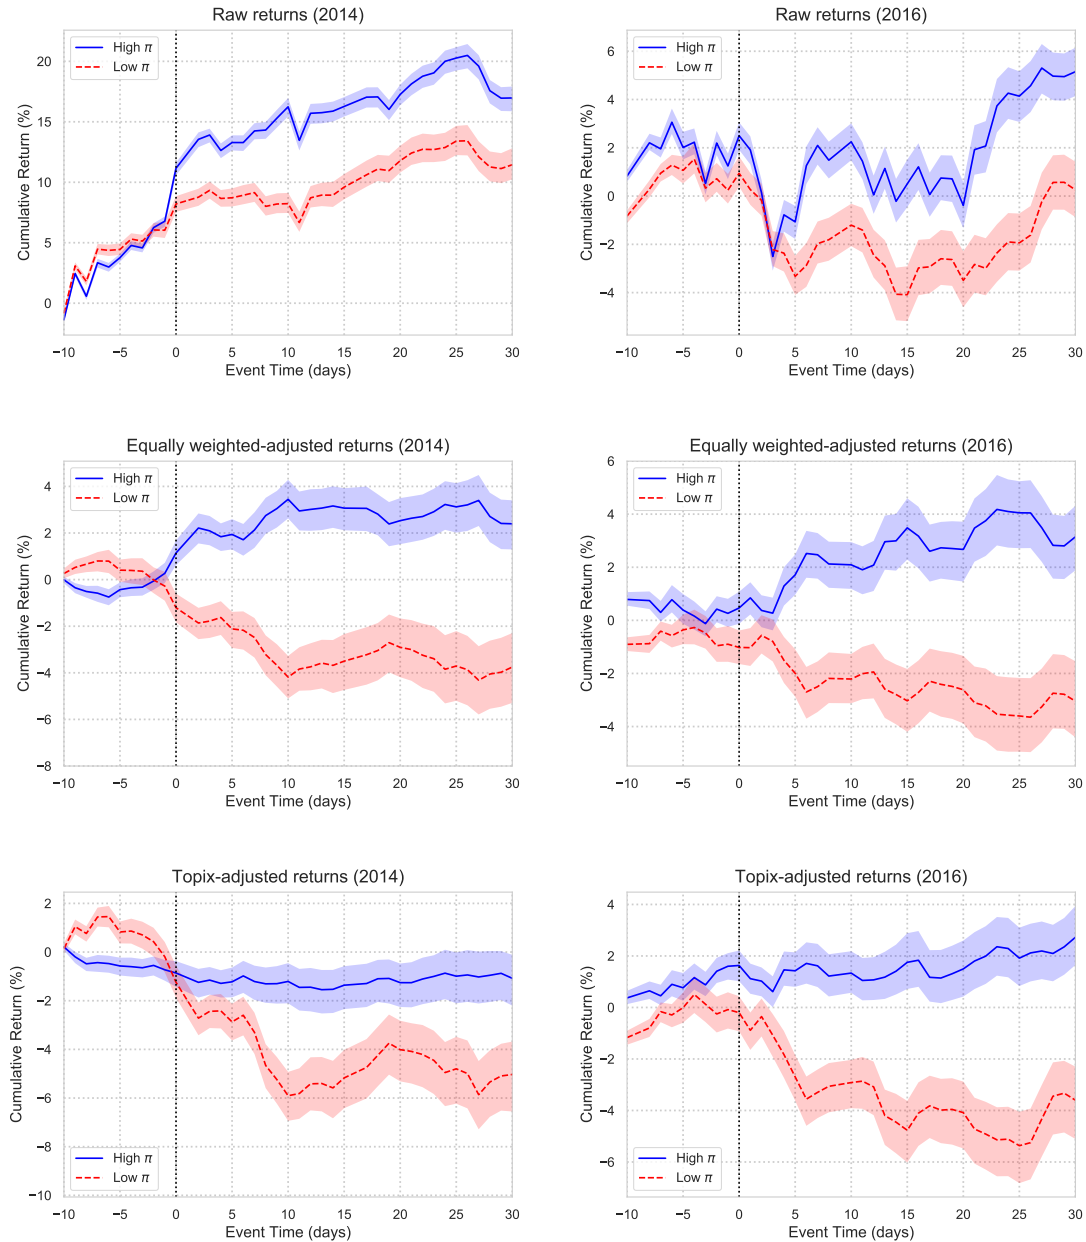 Raw returns (2014)
High π
Low π
20
15
10
5
0
Cumulative Return (%)
−10 −5 0 5 10 15 20 25 30
Event Time (days)
Raw returns (2016)
High π
Low π
6
4
2
0
−2
−4
Cumulative Return (%)
−10 −5 0 5 10 15 20 25 30
Event Time (days)
Equally weighted-adjusted returns (2014)
High π
Low π
4
2
0
−2
−4
−6
−8
Cumulative Return (%)
−10 −5 0 5 10 15 20 25 30
Event Time (days)
Equally weighted-adjusted returns (2016)
High π
Low π
6
4
2
0
−2
−4
Cumulative Return (%)
−10 −5 0 5 10 15 20 25 30
Event Time (days)
Topix-adjusted returns (2014)
2
0
−2
−4
−6
−8
−10
Cumulative Return (%)
High π
Low π
−10 −5 0 5 10 15 20 25 30
Event Time (days)
Topix-adjusted returns (2016)
4
2
0
−2
−4
−6
Cumulative Return (%)
High π
Low π
−10 −5 0 5 10 15 20 25 30
Event Time (days)